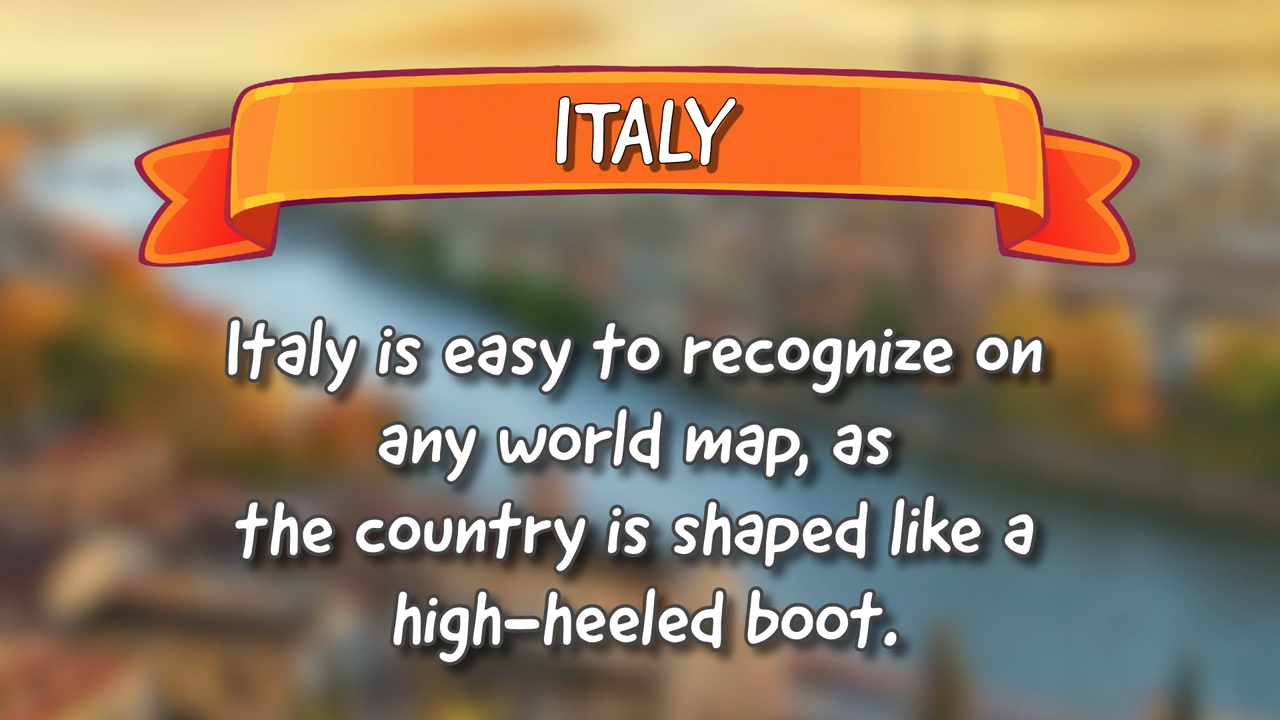 ITALY
Italy is easy to recognize on
any world map, as
the country is shaped like a
high-heeled boot.